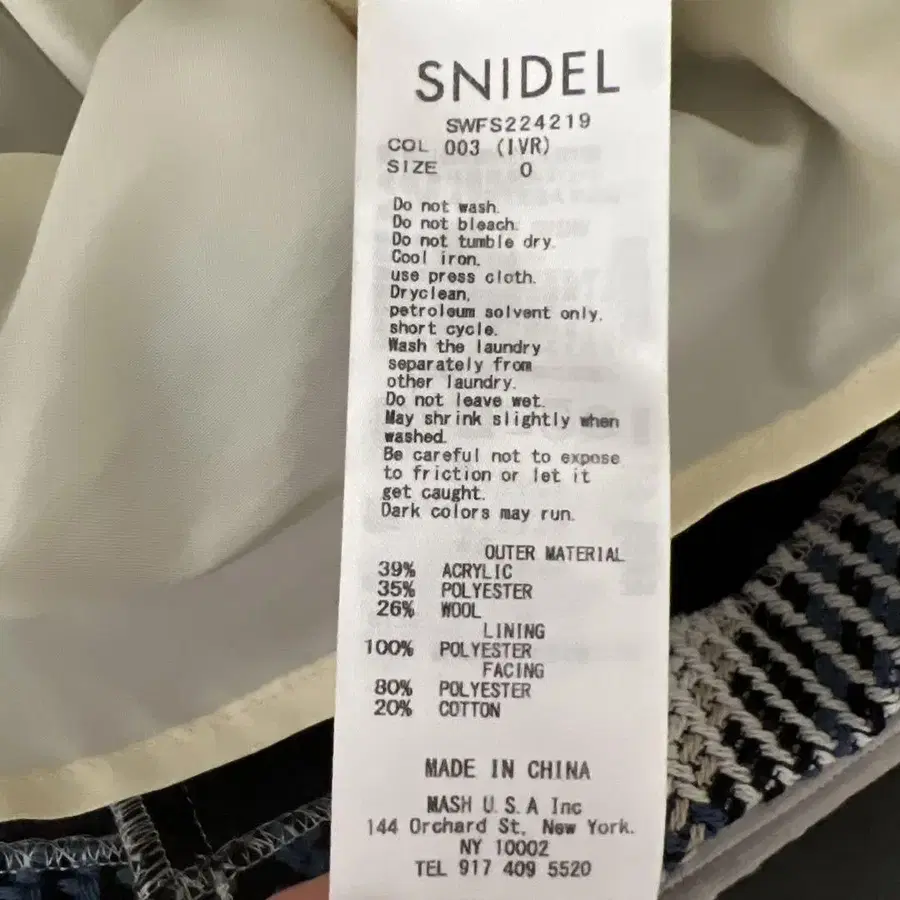 SNIDEL
SWFS224219
COL 003 (IVR)
SIZE 0
Do not wash.
Do not bleach.
Do not tumble dry.
Cool iron,
use press cloth.
Dryclean,
petroleum solvent only.
short cycle.
Wash the laundry
separately from
other laundry.
Do not leave wet.
May shrink slightly when
washed.
Be careful not to expose
to friction or let it
get caught.
Dark colors may run.
OUTER MATERIAL
39% ACRYLIC
35% POLYESTER
26% WOOL
LINING
100% POLYESTER
FACING
80% POLYESTER
20% COTTON
MADE IN CHINA
MASH U.S.A Inc
144 Orchard St, New York.
NY 10002
TEL 917 409 5520